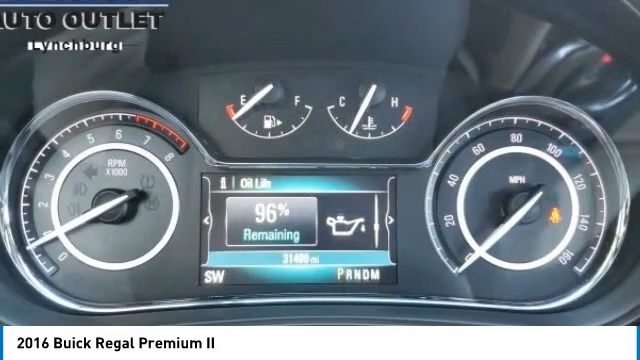 AUTO OUTLET
Lynchburg
E F
C H
RPM
X1000
0 1 2 3 4 5 6 7 8
i Oil Life
96%
Remaining
31400 mi
SW PRNDM
MPH
20 40 60 80 100 120 140 160
2016 Buick Regal Premium II